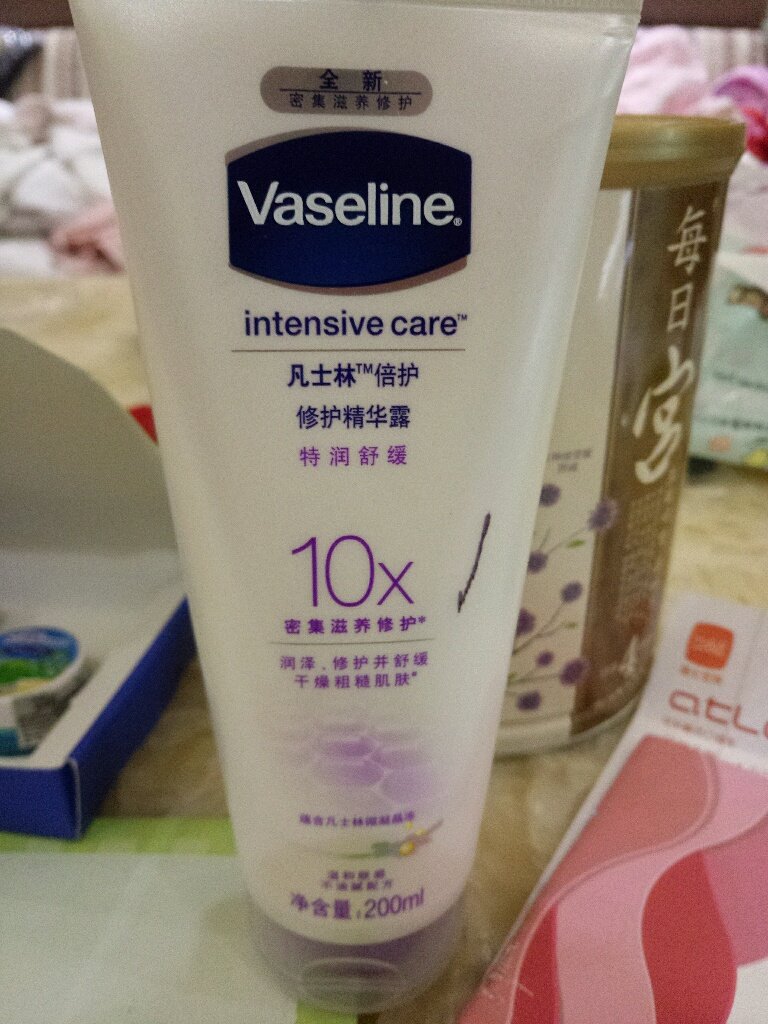 全新
密集滋养修护
Vaseline®
intensive care™
凡士林™倍护
修护精华露
特润舒缓
10x
密集滋养修护*
润泽、修护并舒缓
干燥粗糙肌肤*
净含量:200ml
每日
宫